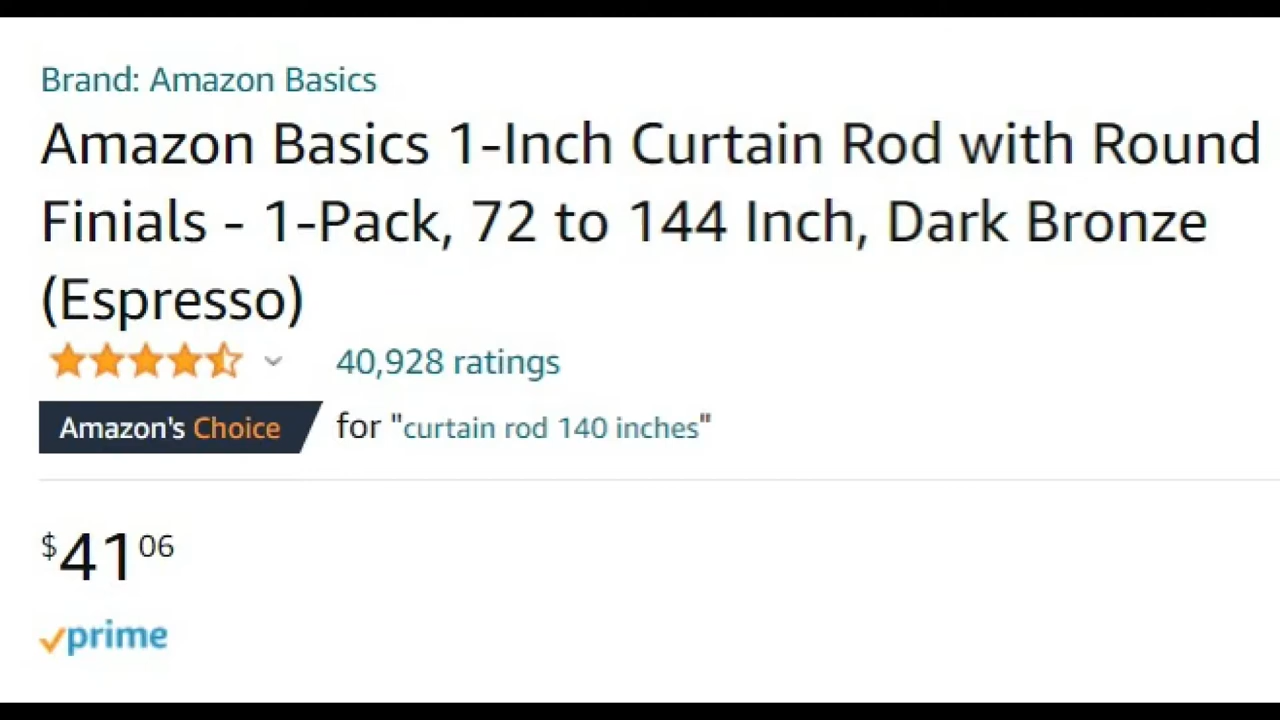 Brand: Amazon Basics
Amazon Basics 1-Inch Curtain Rod with Round
Finials - 1-Pack, 72 to 144 Inch, Dark Bronze
(Espresso)
40,928 ratings
Amazon's Choice for "curtain rod 140 inches"
$41 06
prime